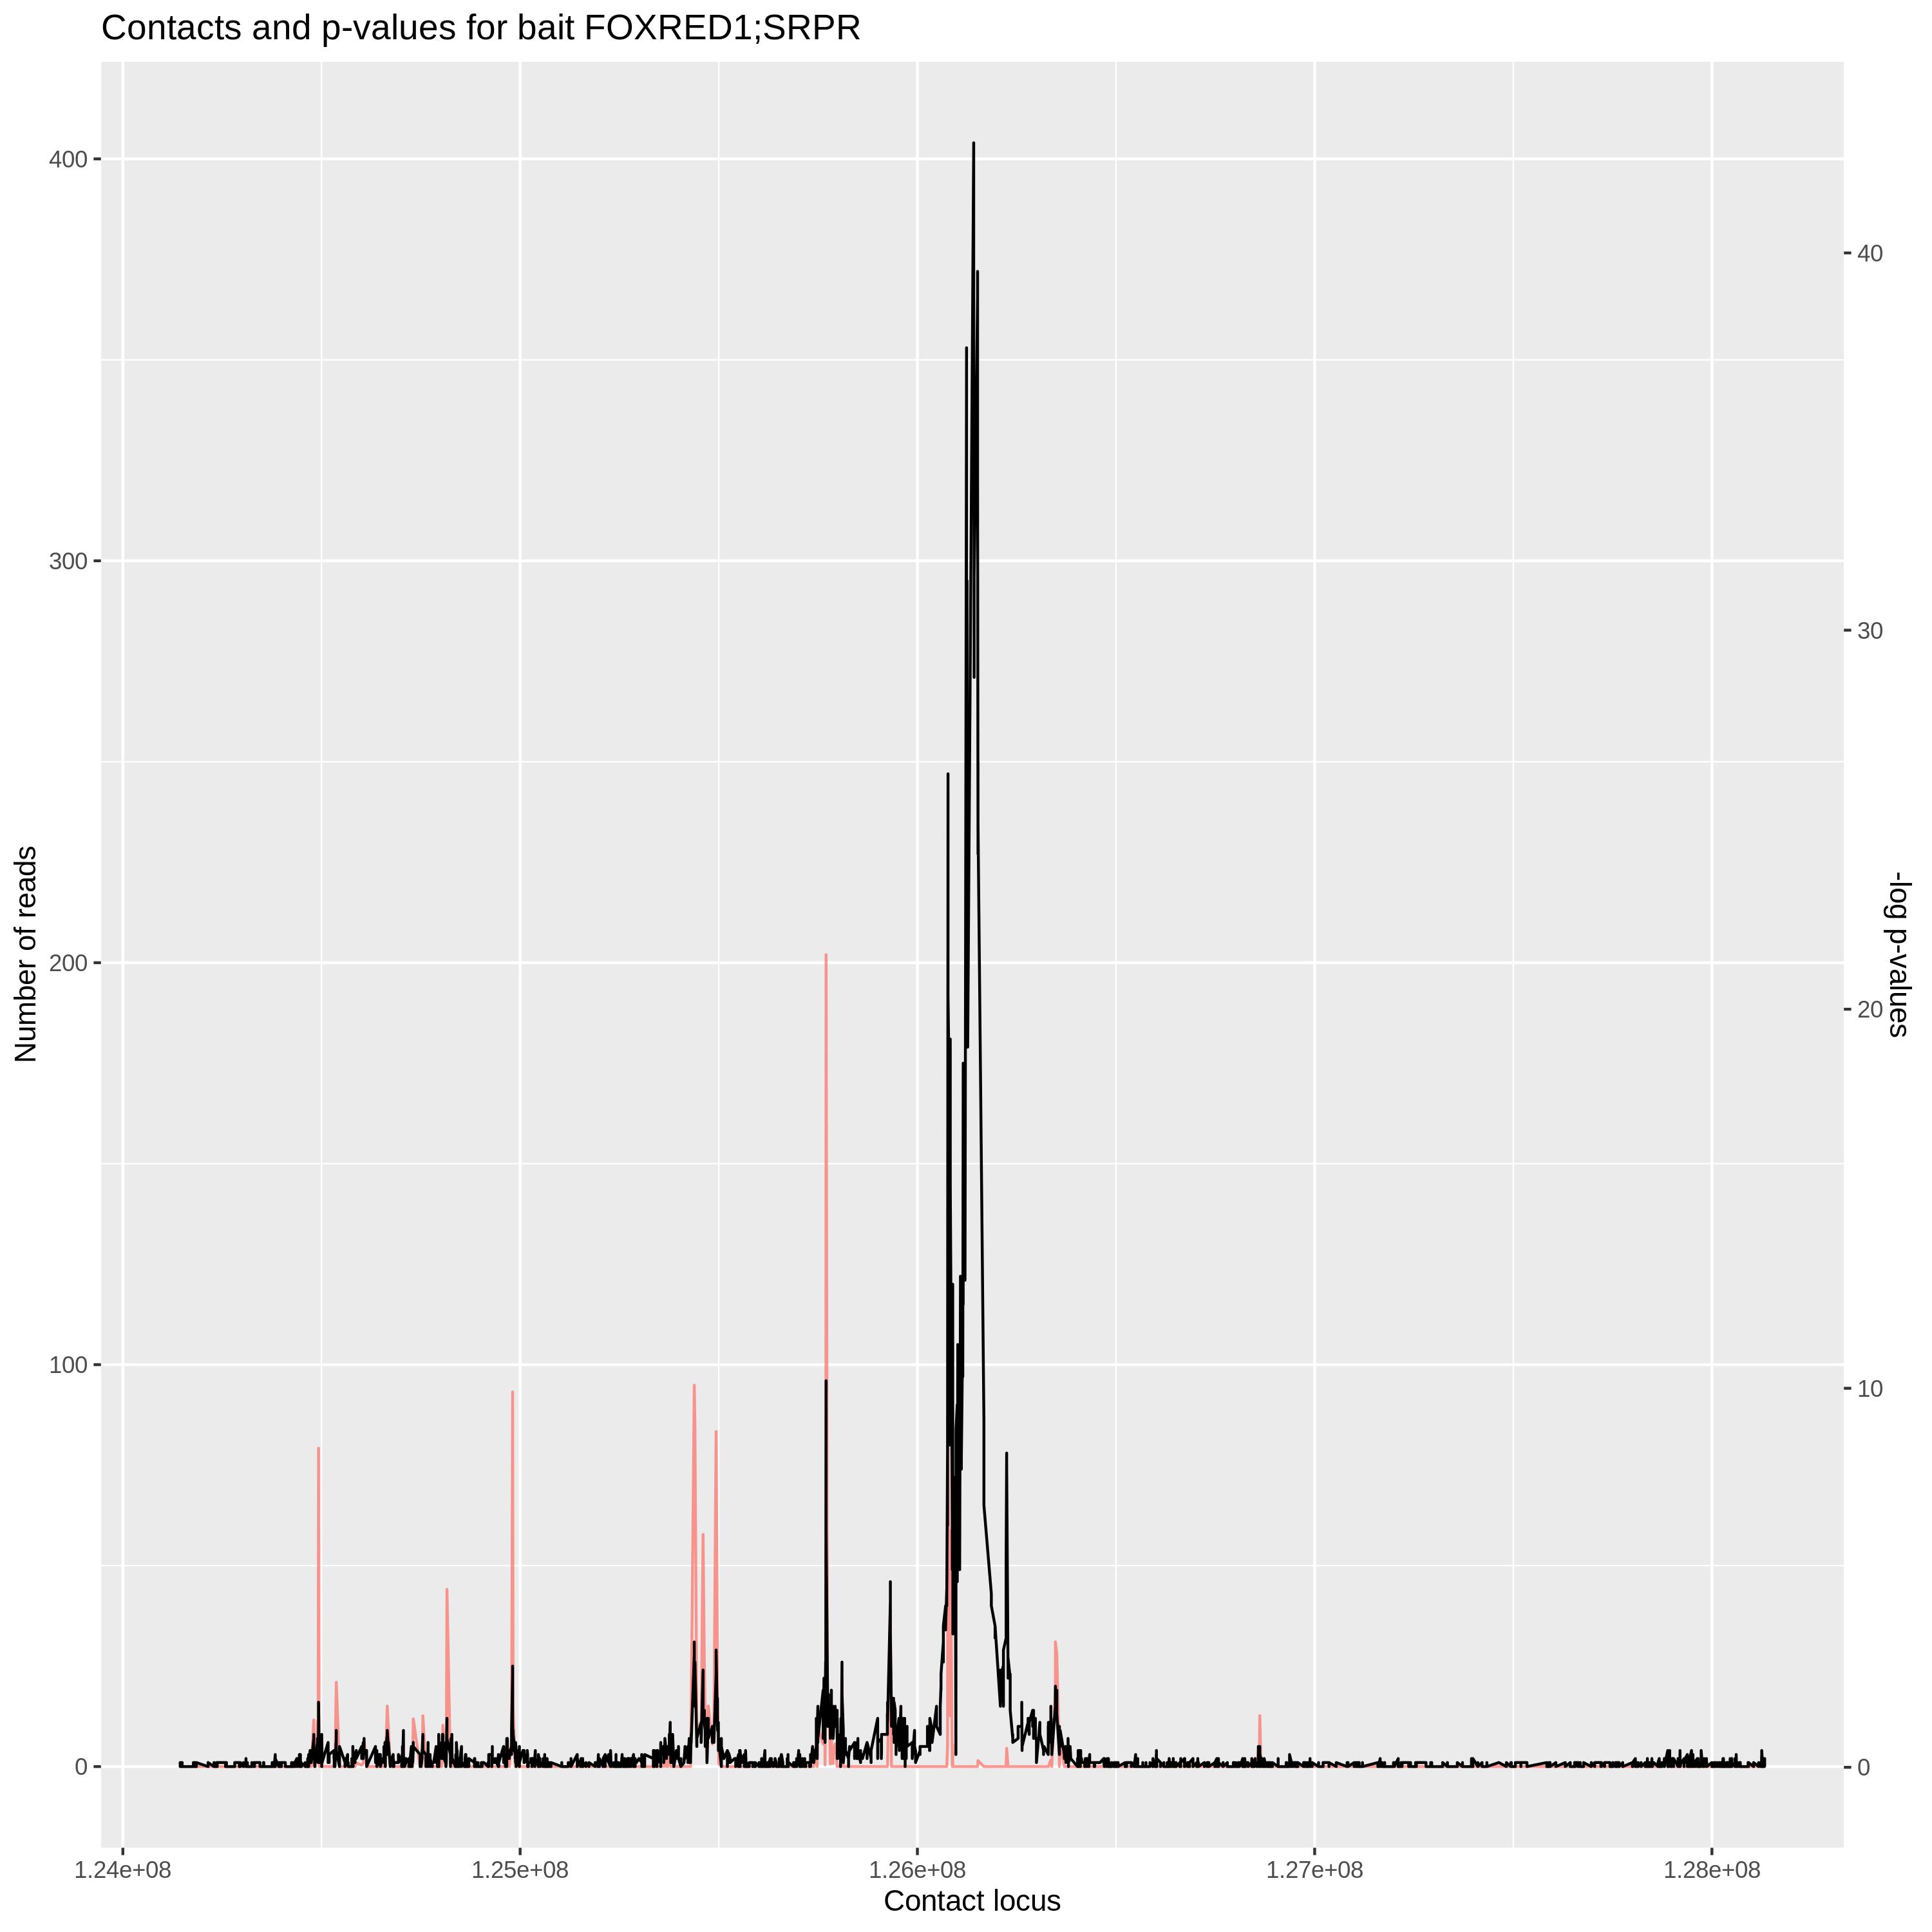 Contacts and p-values for bait FOXRED1;SRPR
400
300
200
100
0
Number of reads
40
30
20
10
0
-log p-values
1.24e+08
1.25e+08
1.26e+08
1.27e+08
1.28e+08
Contact locus